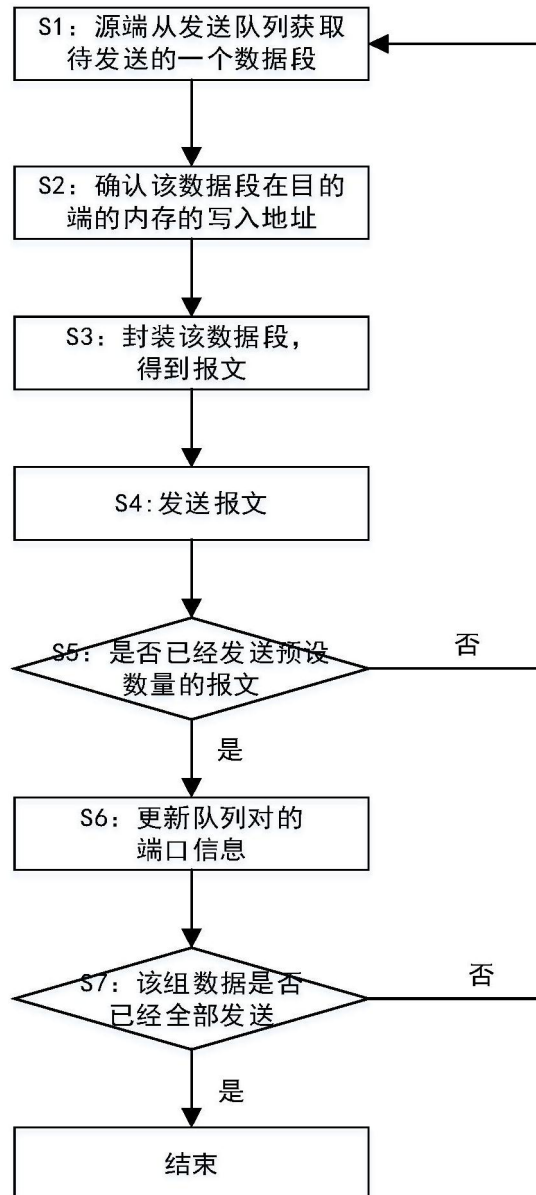 S1：源端从发送队列获取
待发送的一个数据段
S2：确认该数据段在目的
端的内存的写入地址
S3：封装该数据段，
得到报文
S4:发送报文
S5：是否已经发送预设
数量的报文
否
是
S6：更新队列对的
端口信息
S7：该组数据是否
已经全部发送
否
是
结束